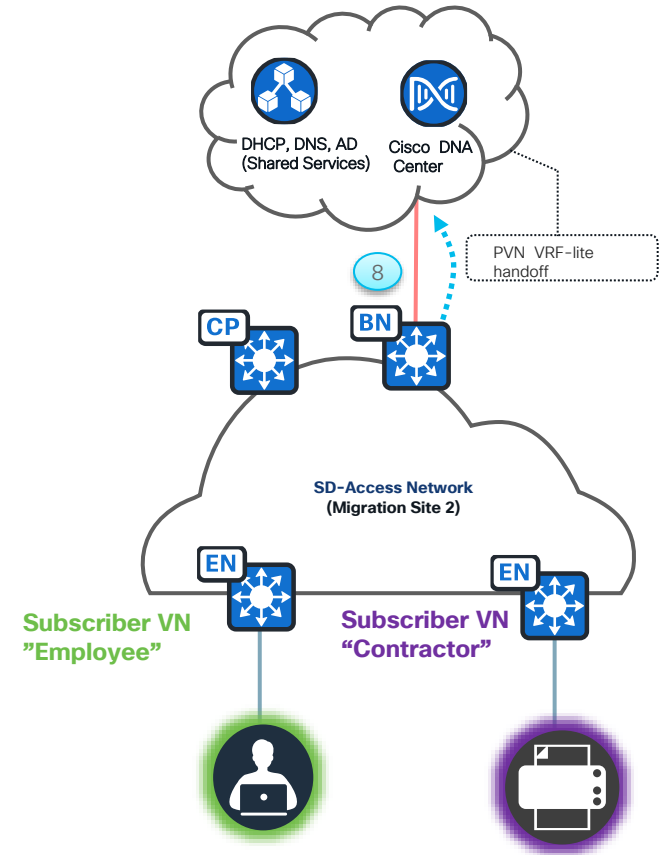 DHCP, DNS, AD
(Shared Services)
Cisco DNA
Center
PVN VRF-lite
handoff
8
CP
BN
SD-Access Network
(Migration Site 2)
EN
EN
Subscriber VN
”Employee”
Subscriber VN
“Contractor”